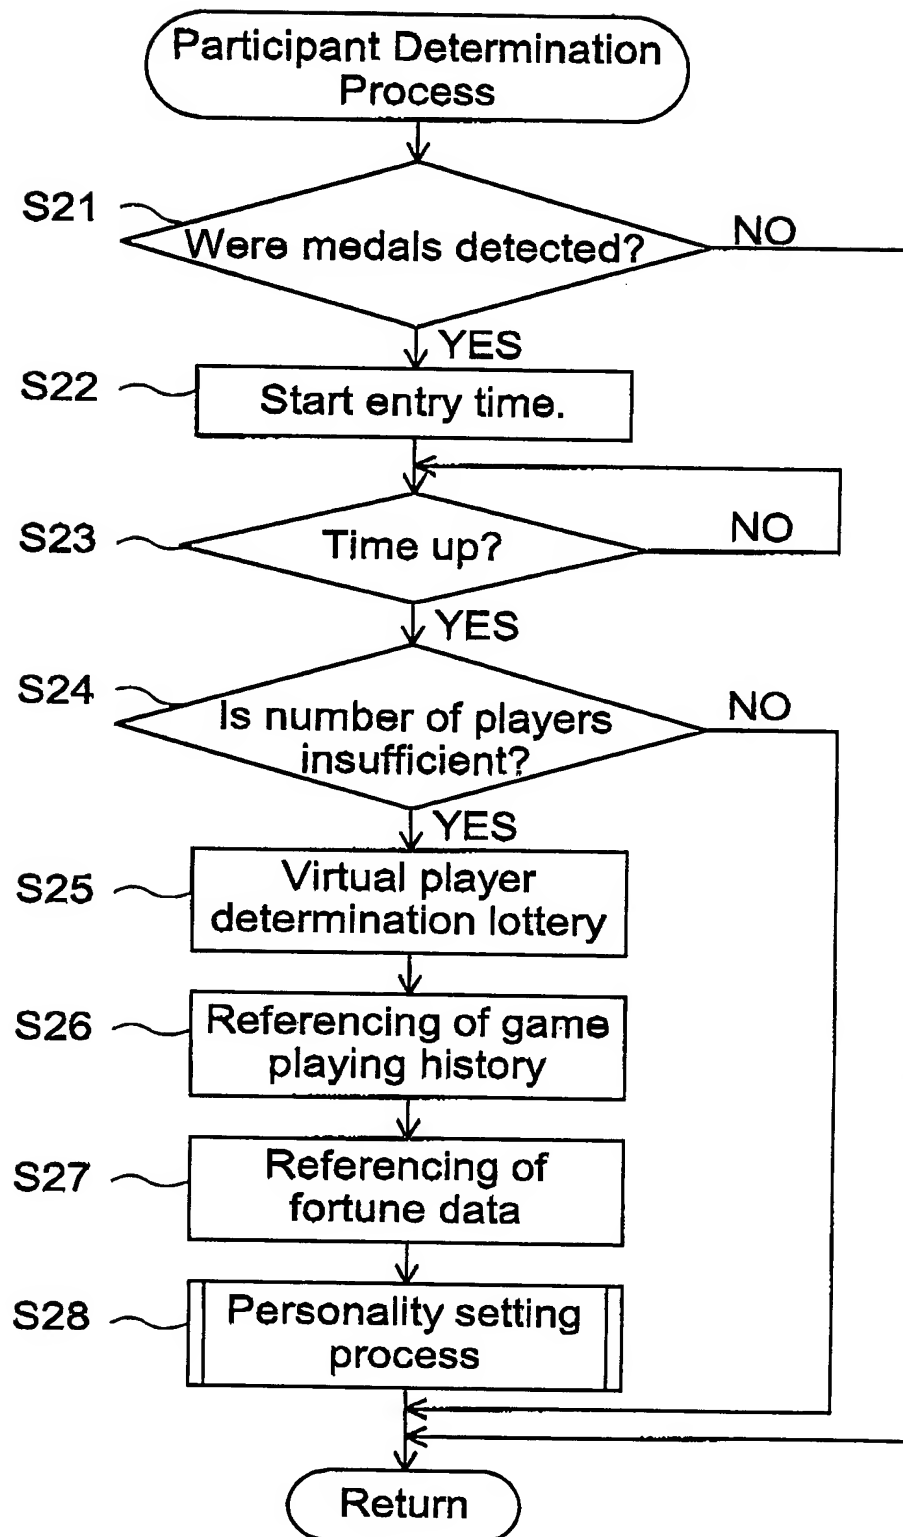 Participant Determination
Process
S21
Were medals detected?
NO
YES
S22
Start entry time.
S23
Time up?
NO
YES
S24
Is number of players
insufficient?
NO
YES
S25
Virtual player
determination lottery
S26
Referencing of game
playing history
S27
Referencing of
fortune data
S28
Personality setting
process
Return